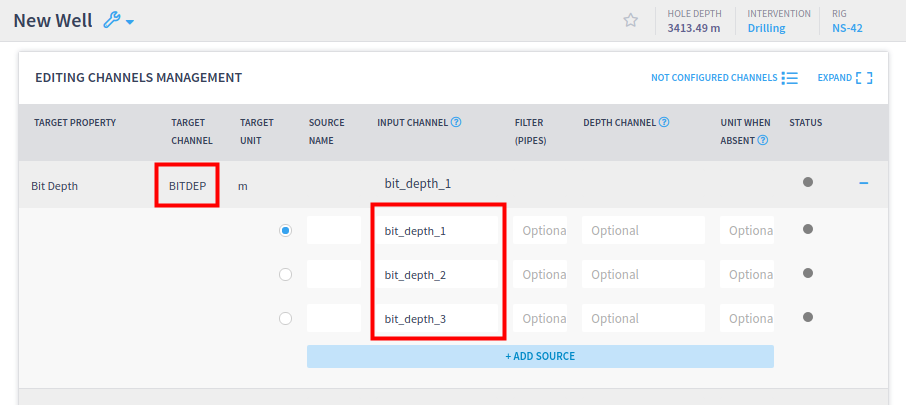 New Well
HOLE DEPTH
3413.49 m
INTERVENTION
Drilling
RIG
NS-42
EDITING CHANNELS MANAGEMENT
NOT CONFIGURED CHANNELS
EXPAND
TARGET PROPERTY
TARGET CHANNEL
TARGET UNIT
SOURCE NAME
INPUT CHANNEL ?
FILTER (PIPES)
DEPTH CHANNEL ?
UNIT WHEN ABSENT ?
STATUS
Bit Depth BITDEP m bit_depth_1
bit_depth_1 Optiona Optional Optiona
bit_depth_2 Optiona Optional Optiona
bit_depth_3 Optiona Optional Optiona
+ ADD SOURCE